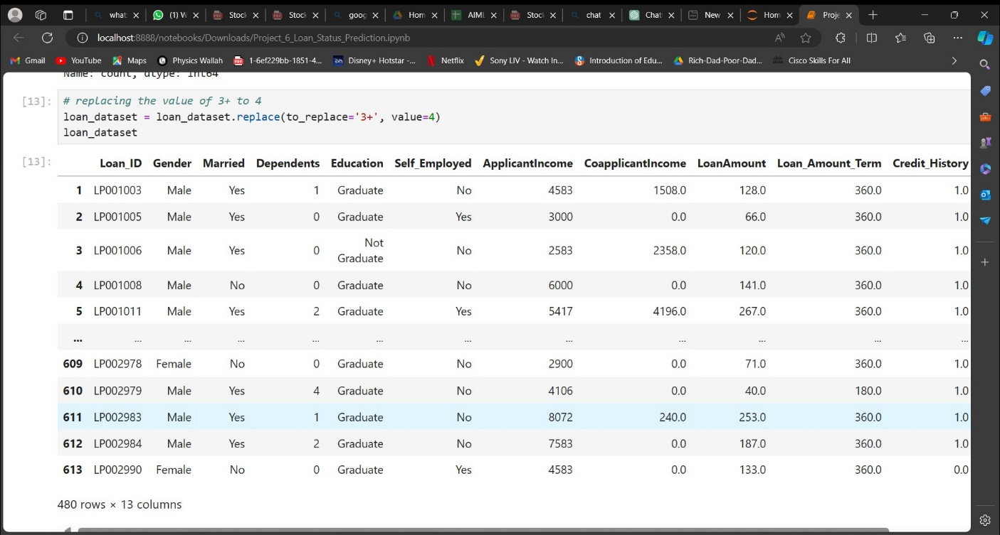 what
(1) W
Stock
Stock
goog
Hom
AIML
Stoc
chat
Chat
New
Hom
Proje
localhost:8888/notebooks/Downloads/Project_6_Loan_Status_Prediction.ipynb
Gmail YouTube Maps Physics Wallah 1-6ef229bb-1851-4... Disney+ Hotstar -... Netflix Sony LIV - Watch In... Introduction of Edu... Rich-Dad-Poor-Dad... Cisco Skills For All
Name: count, dtype: int64
[13]: # replacing the value of 3+ to 4
loan_dataset = loan_dataset.replace(to_replace='3+', value=4)
loan_dataset
[13]:
Loan_ID Gender Married Dependents Education Self_Employed ApplicantIncome CoapplicantIncome LoanAmount Loan_Amount_Term Credit_History
1 LP001003 Male Yes 1 Graduate No 4583 1508.0 128.0 360.0 1.0
2 LP001005 Male Yes 0 Graduate Yes 3000 0.0 66.0 360.0 1.0
3 LP001006 Male Yes 0 Not Graduate No 2583 2358.0 120.0 360.0 1.0
4 LP001008 Male No 0 Graduate No 6000 0.0 141.0 360.0 1.0
5 LP001011 Male Yes 2 Graduate Yes 5417 4196.0 267.0 360.0 1.0
... ... ... ... ... ... ... ... ... ... ... ...
609 LP002978 Female No 0 Graduate No 2900 0.0 71.0 360.0 1.0
610 LP002979 Male Yes 4 Graduate No 4106 0.0 40.0 180.0 1.0
611 LP002983 Male Yes 1 Graduate No 8072 240.0 253.0 360.0 1.0
612 LP002984 Male Yes 2 Graduate No 7583 0.0 187.0 360.0 1.0
613 LP002990 Female No 0 Graduate Yes 4583 0.0 133.0 360.0 0.0
480 rows × 13 columns